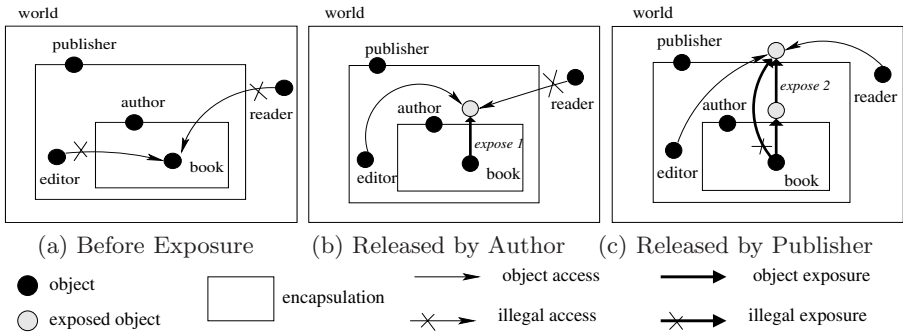 world
publisher
author
reader
editor
book
(a) Before Exposure
world
publisher
author
reader
expose 1
editor
book
(b) Released by Author
world
publisher
expose 2
author
reader
editor
book
(c) Released by Publisher
object
exposed object
encapsulation
object access
illegal access
object exposure
illegal exposure